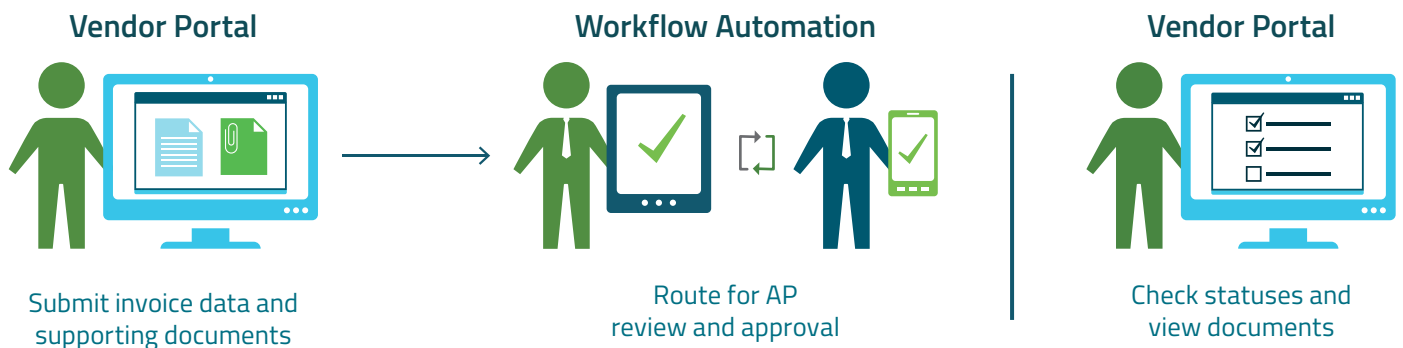 Vendor Portal
Submit invoice data and
supporting documents
Workflow Automation
Route for AP
review and approval
Vendor Portal
Check statuses and
view documents